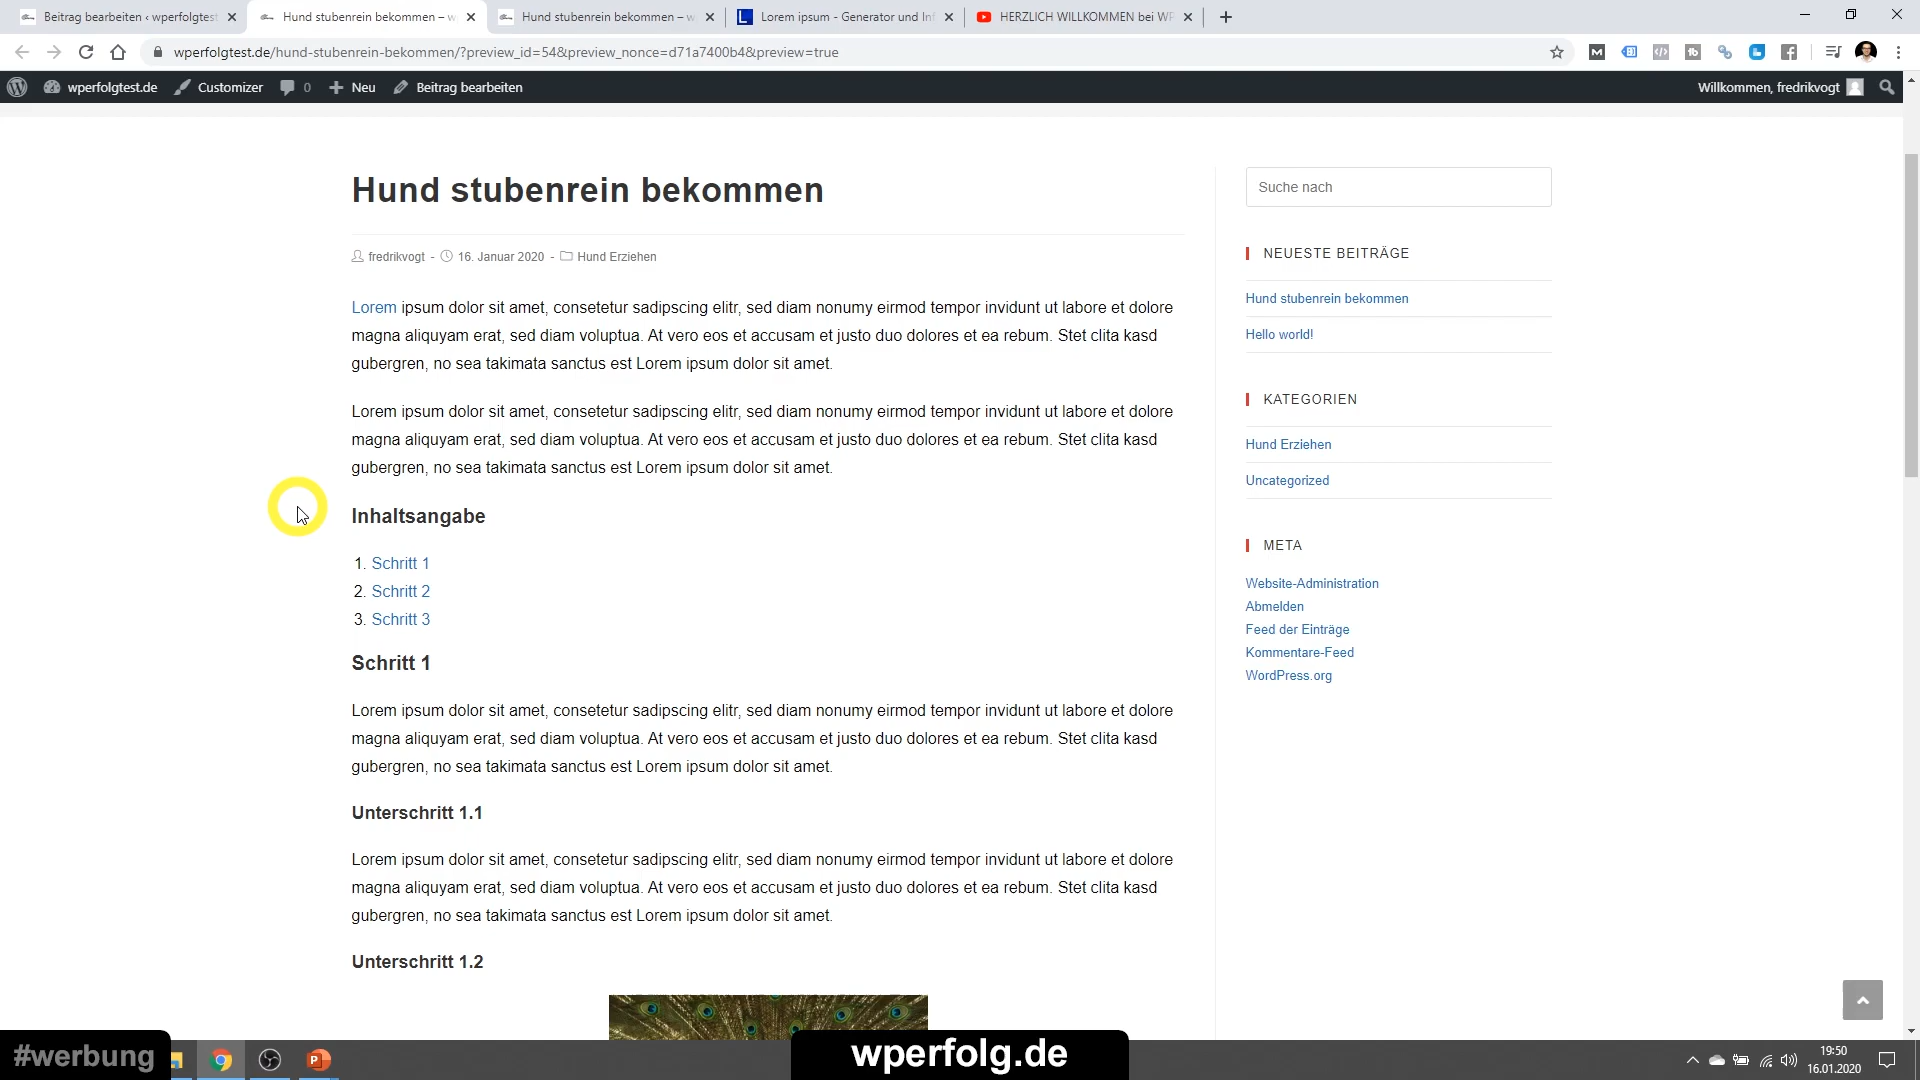 Beitrag bearbeiten ‹ wperfolgtest
Hund stubenrein bekommen – w
Hund stubenrein bekommen – w
Lorem ipsum - Generator und Inf
HERZLICH WILLKOMMEN bei WP
wperfolgtest.de/hund-stubenrein-bekommen/?preview_id=54&preview_nonce=d71a7400b4&preview=true
wperfolgtest.de
Customizer
0
Neu
Beitrag bearbeiten
Willkommen, fredrikvogt
Hund stubenrein bekommen
fredrikvogt - 16. Januar 2020 - Hund Erziehen
Lorem ipsum dolor sit amet, consetetur sadipscing elitr, sed diam nonumy eirmod tempor invidunt ut labore et dolore
magna aliquyam erat, sed diam voluptua. At vero eos et accusam et justo duo dolores et ea rebum. Stet clita kasd
gubergren, no sea takimata sanctus est Lorem ipsum dolor sit amet.
Lorem ipsum dolor sit amet, consetetur sadipscing elitr, sed diam nonumy eirmod tempor invidunt ut labore et dolore
magna aliquyam erat, sed diam voluptua. At vero eos et accusam et justo duo dolores et ea rebum. Stet clita kasd
gubergren, no sea takimata sanctus est Lorem ipsum dolor sit amet.
Inhaltsangabe
1. Schritt 1
2. Schritt 2
3. Schritt 3
Schritt 1
Lorem ipsum dolor sit amet, consetetur sadipscing elitr, sed diam nonumy eirmod tempor invidunt ut labore et dolore
magna aliquyam erat, sed diam voluptua. At vero eos et accusam et justo duo dolores et ea rebum. Stet clita kasd
gubergren, no sea takimata sanctus est Lorem ipsum dolor sit amet.
Unterschritt 1.1
Lorem ipsum dolor sit amet, consetetur sadipscing elitr, sed diam nonumy eirmod tempor invidunt ut labore et dolore
magna aliquyam erat, sed diam voluptua. At vero eos et accusam et justo duo dolores et ea rebum. Stet clita kasd
gubergren, no sea takimata sanctus est Lorem ipsum dolor sit amet.
Unterschritt 1.2
Suche nach
NEUESTE BEITRÄGE
Hund stubenrein bekommen
Hello world!
KATEGORIEN
Hund Erziehen
Uncategorized
META
Website-Administration
Abmelden
Feed der Einträge
Kommentare-Feed
WordPress.org
#werbung
wperfolg.de
19:50
16.01.2020